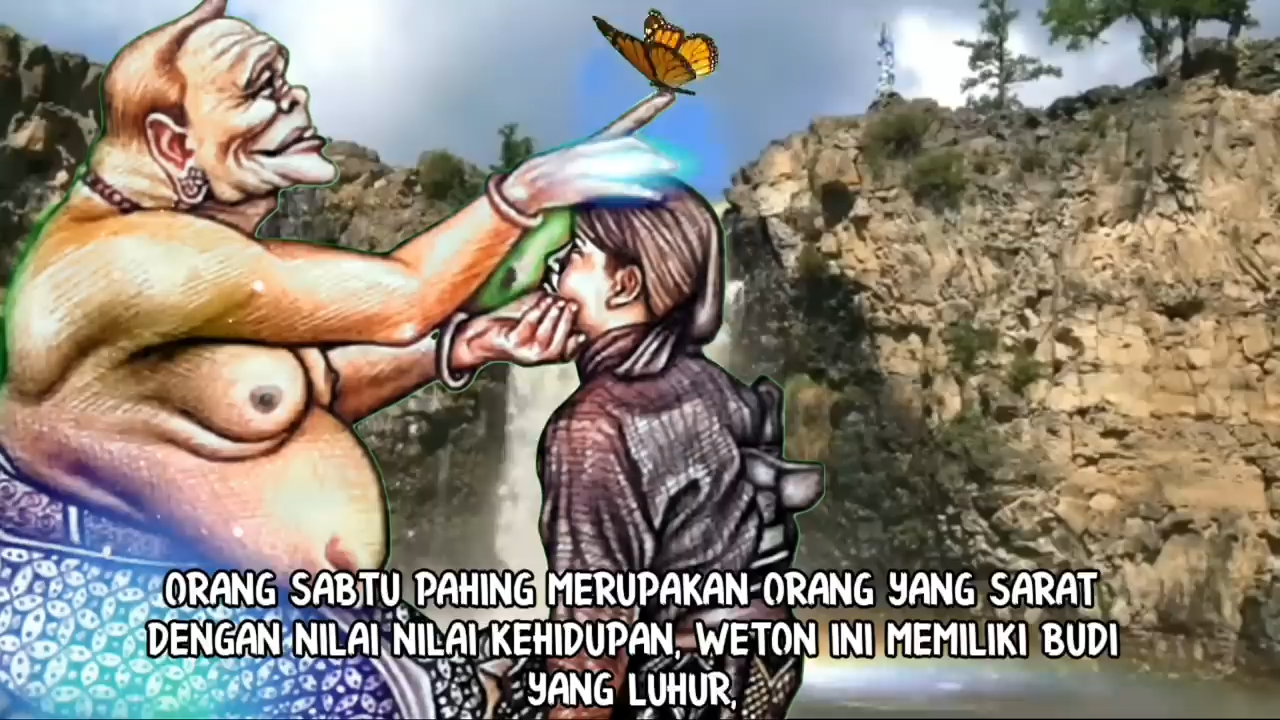 ORANG SABTU PAHING MERUPAKAN ORANG YANG SARAT
DENGAN NILAI NILAI KEHIDUPAN, WETON INI MEMILIKI BUDI
YANG LUHUR,